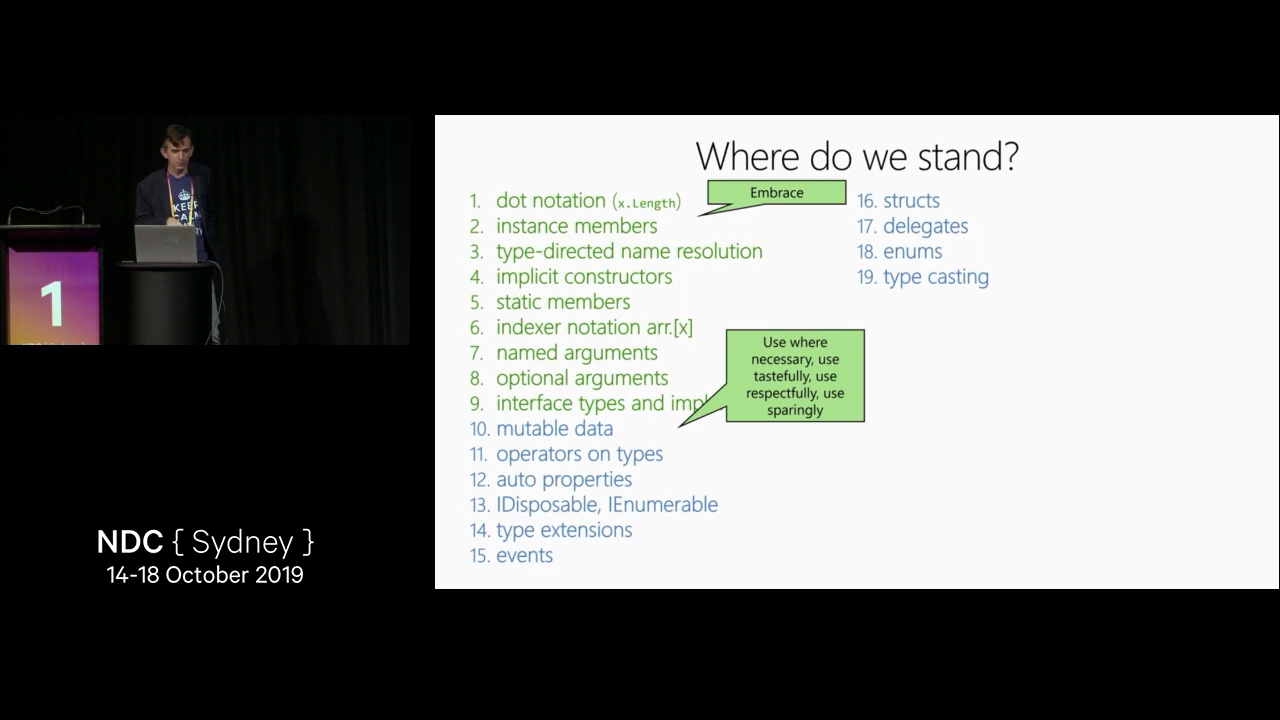 Where do we stand?
1. dot notation (x.Length)
2. instance members
3. type-directed name resolution
4. implicit constructors
5. static members
6. indexer notation arr.[x]
7. named arguments
8. optional arguments
9. interface types and impl
10. mutable data
11. operators on types
12. auto properties
13. IDisposable, IEnumerable
14. type extensions
15. events
Embrace
Use where
necessary, use
tastefully, use
respectfully, use
sparingly
16. structs
17. delegates
18. enums
19. type casting
KEEP
CALM
1
NDC { Sydney }
14-18 October 2019